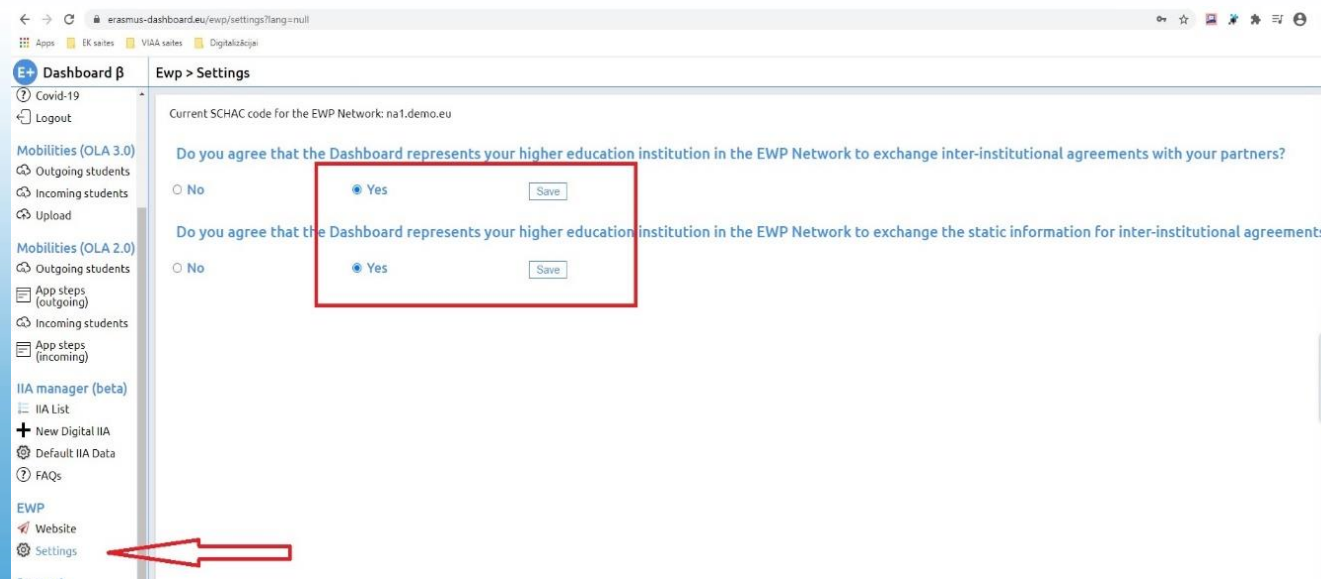 erasmus-dashboard.eu/ewp/settings?lang=null
Apps EK saites VIAA saites Digitalizācijai
E+ Dashboard β
Ewp > Settings
Covid-19
Logout
Mobilities (OLA 3.0)
Outgoing students
Incoming students
Upload
Mobilities (OLA 2.0)
Outgoing students
App steps
(outgoing)
Incoming students
App steps
(incoming)
IIA manager (beta)
IIA List
New Digital IIA
Default IIA Data
FAQs
EWP
Website
Settings
Current SCHAC code for the EWP Network: na1.demo.eu
Do you agree that the Dashboard represents your higher education institution in the EWP Network to exchange inter-institutional agreements with your partners?
No Yes Save
Do you agree that the Dashboard represents your higher education institution in the EWP Network to exchange the static information for inter-institutional agreements
No Yes Save